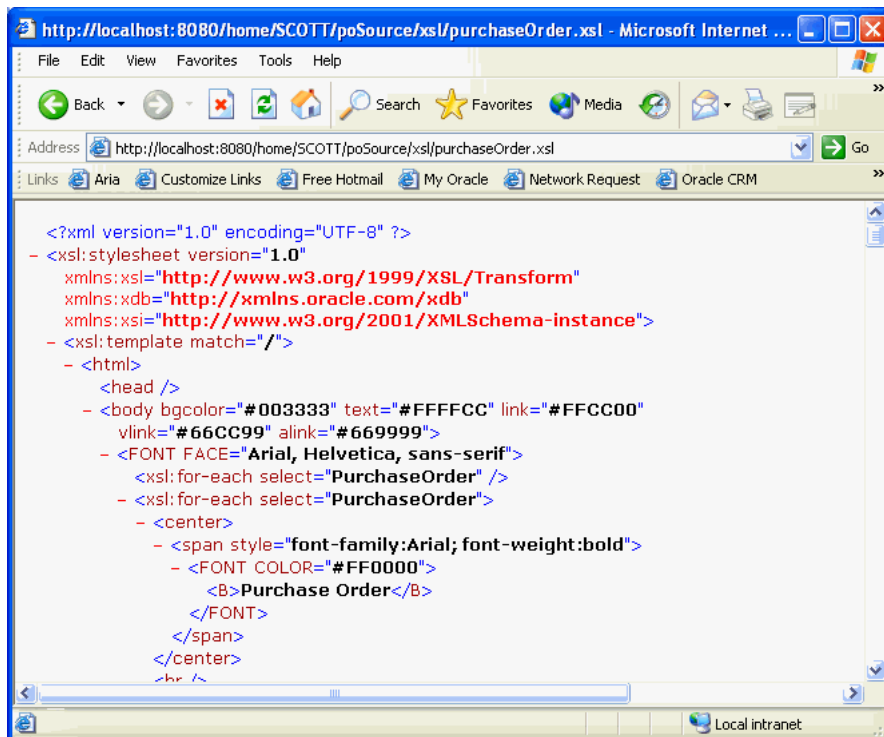 http://localhost:8080/home/SCOTT/poSource/xsl/purchaseOrder.xsl - Microsoft Internet ...
File Edit View Favorites Tools Help
Back Search Favorites Media »
Address http://localhost:8080/home/SCOTT/poSource/xsl/purchaseOrder.xsl Go
Links Aria Customize Links Free Hotmail My Oracle Network Request Oracle CRM »
<?xml version="1.0" encoding="UTF-8" ?>
- <xsl:stylesheet version="1.0"
xmlns:xsl="http://www.w3.org/1999/XSL/Transform"
xmlns:xdb="http://xmlns.oracle.com/xdb"
xmlns:xsi="http://www.w3.org/2001/XMLSchema-instance">
- <xsl:template match="/">
- <html>
<head />
- <body bgcolor="#003333" text="#FFFFCC" link="#FFCC00"
vlink="#66CC99" alink="#669999">
- <FONT FACE="Arial, Helvetica, sans-serif">
<xsl:for-each select="PurchaseOrder" />
- <xsl:for-each select="PurchaseOrder">
- <center>
- <span style="font-family:Arial; font-weight:bold">
- <FONT COLOR="#FF0000">
<B>Purchase Order</B>
</FONT>
</span>
</center>
<br />
Local intranet